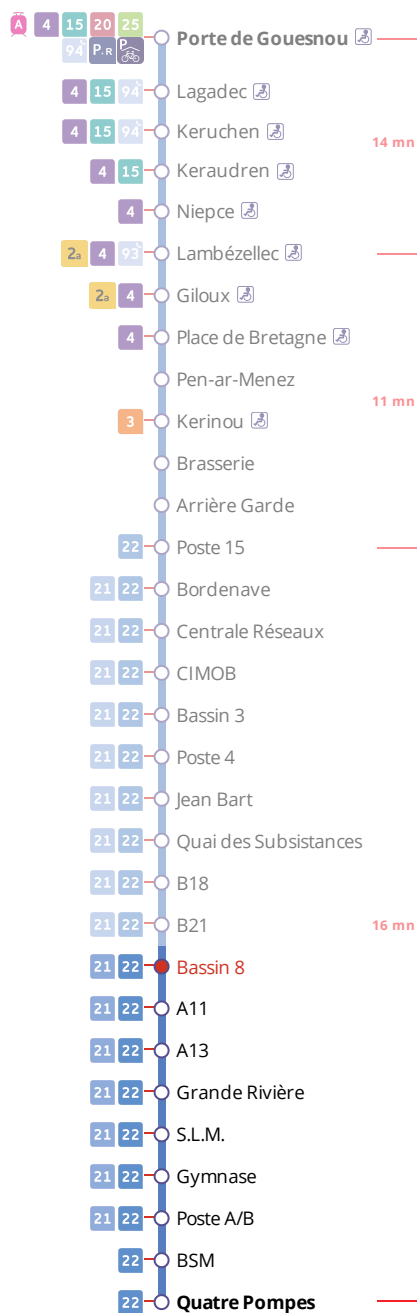 A 4 15 20 25
94 P.R P Porte de Gouesnou
4 15 94 Lagadec
4 15 94 Keruchen
14 mn
4 15 Keraudren
4 Niepce
2a 4 93 Lambézellec
2a 4 Giloux
4 Place de Bretagne
Pen-ar-Menez
11 mn
3 Kerinou
Brasserie
Arrière Garde
22 Poste 15
21 22 Bordenave
21 22 Centrale Réseaux
21 22 CIMOB
21 22 Bassin 3
21 22 Poste 4
21 22 Jean Bart
21 22 Quai des Subsistances
21 22 B18
21 22 B21 16 mn
21 22 Bassin 8
21 22 A11
21 22 A13
21 22 Grande Rivière
21 22 S.L.M.
21 22 Gymnase
21 22 Poste A/B
22 BSM
22 Quatre Pompes